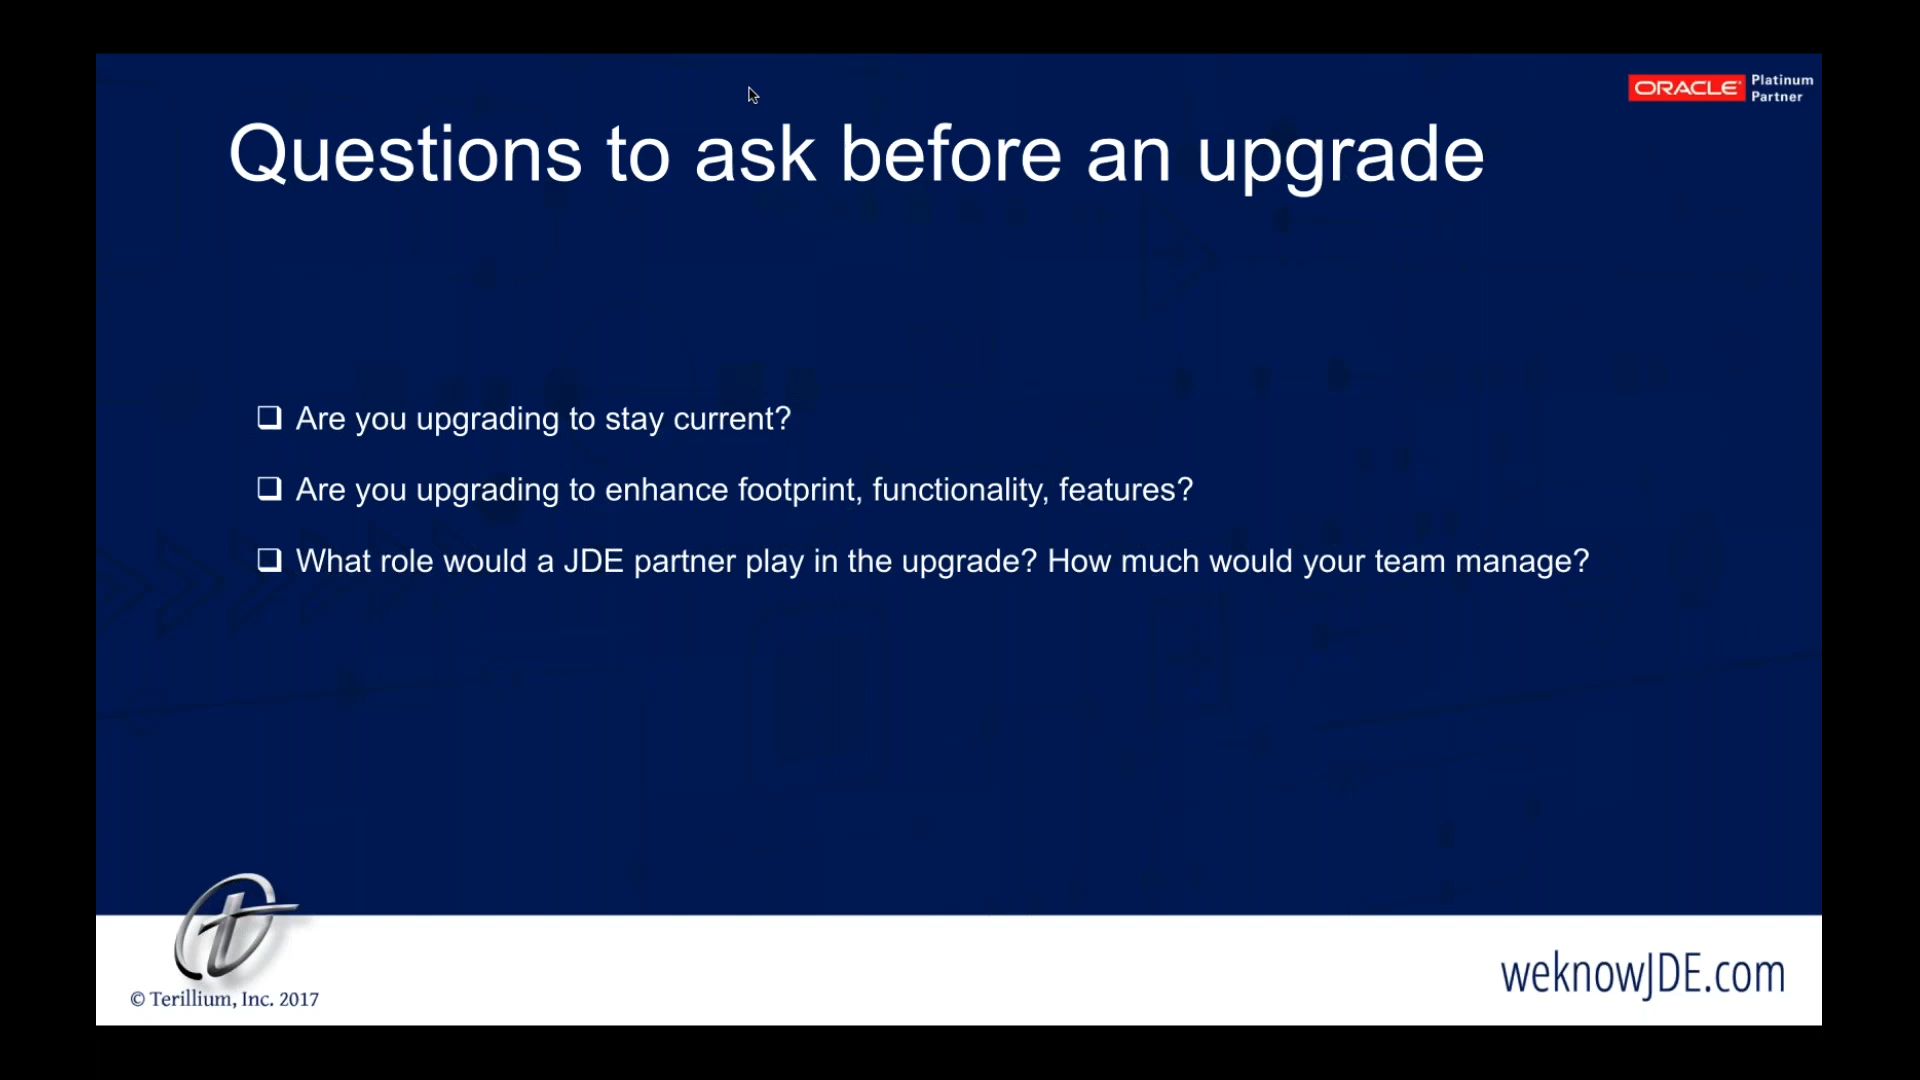 ORACLE Platinum
Partner
Questions to ask before an upgrade
❑ Are you upgrading to stay current?
❑ Are you upgrading to enhance footprint, functionality, features?
❑ What role would a JDE partner play in the upgrade? How much would your team manage?
© Terillium, Inc. 2017
weknowJDE.com